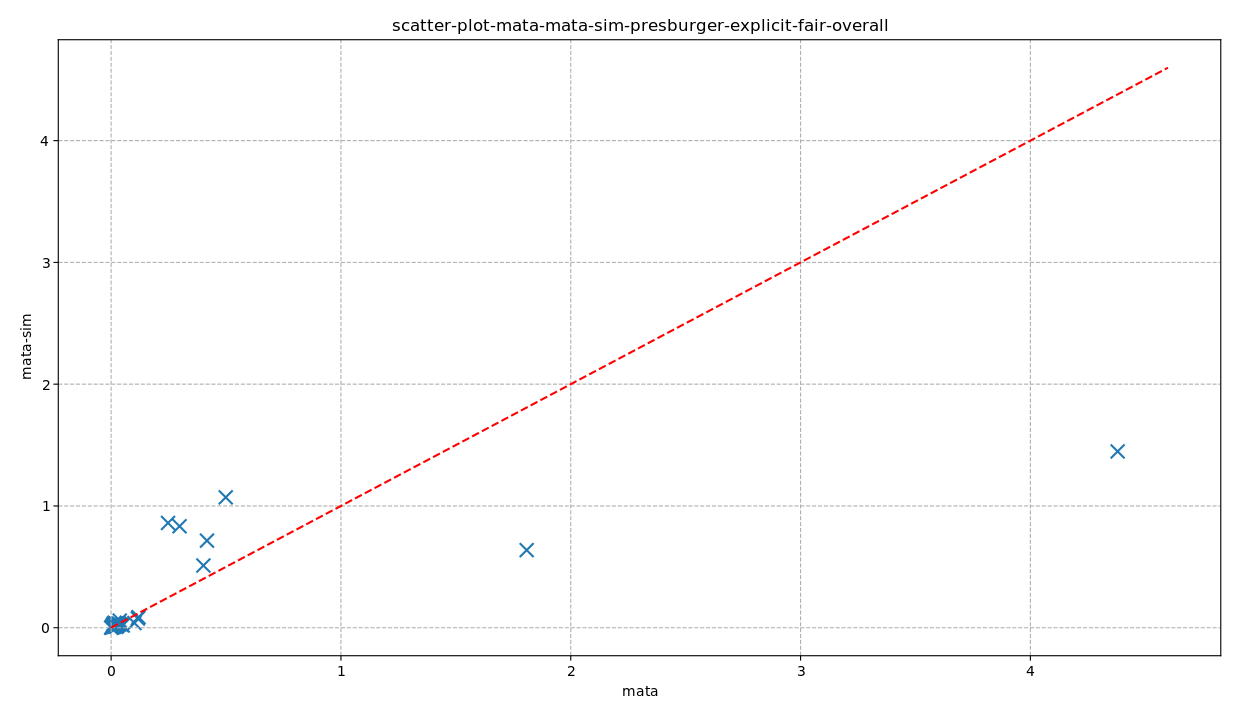 scatter-plot-mata-mata-sim-presburger-explicit-fair-overall
4
3
2
1
0
mata-sim
0 1 2 3 4
mata